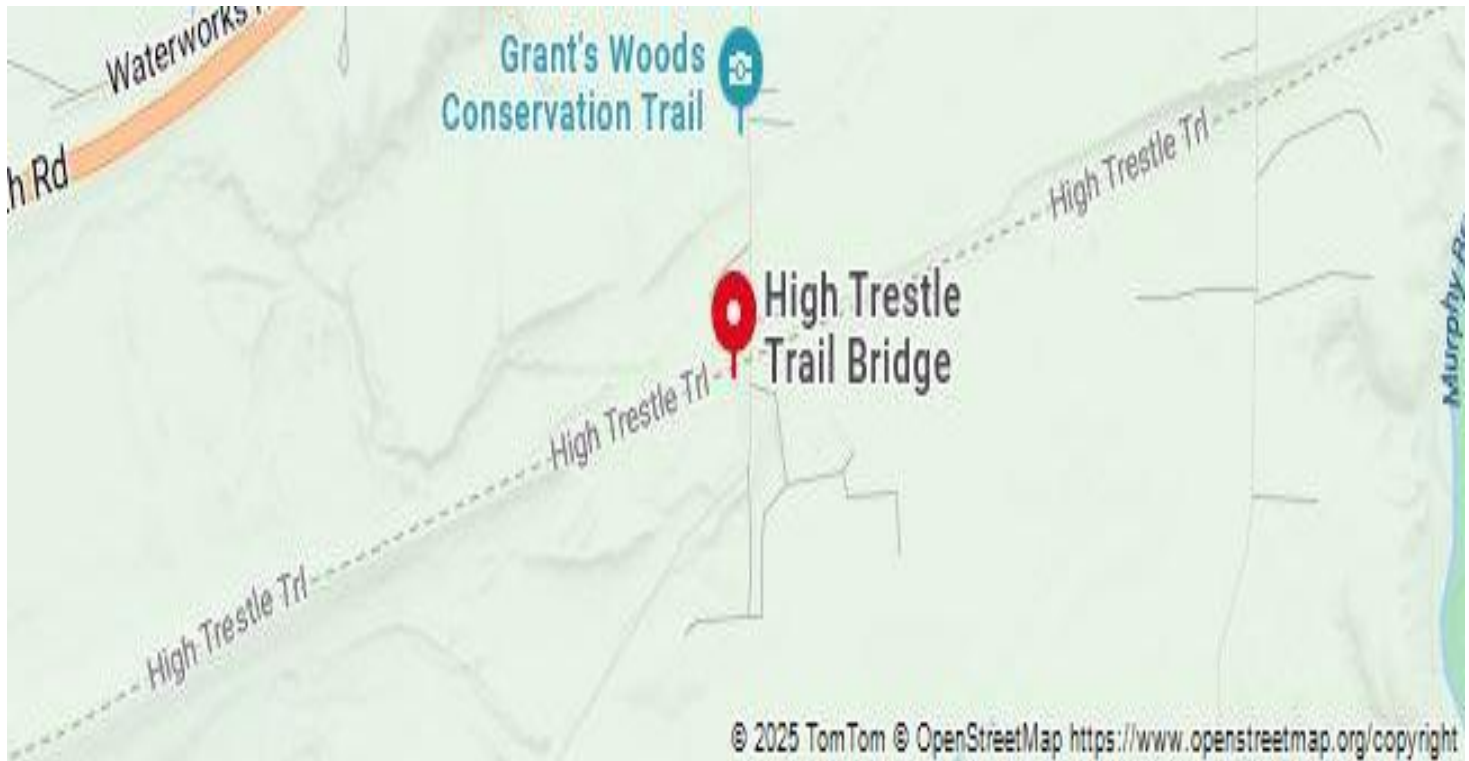 Waterworks
h Rd
Grant's Woods
Conservation Trail
High Trestle Trl
High Trestle
Trail Bridge
High Trestle Trl
High Trestle Trl
Murphy
© 2025 TomTom © OpenStreetMap https://www.openstreetmap.org/copyright